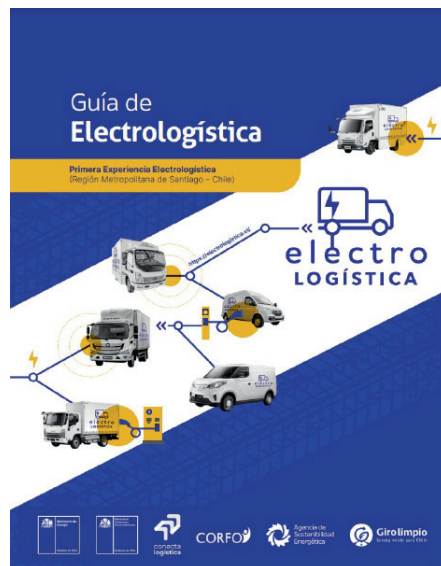 Guía de
Electrologística
Primera Experiencia Electrologística
(Región Metropolitana de Santiago – Chile)
https://electrologistica.cl/
electro
LOGÍSTICA
conecta
logística
CORFO
Agencia de
Sostenibilidad
Energética
Girolimpio